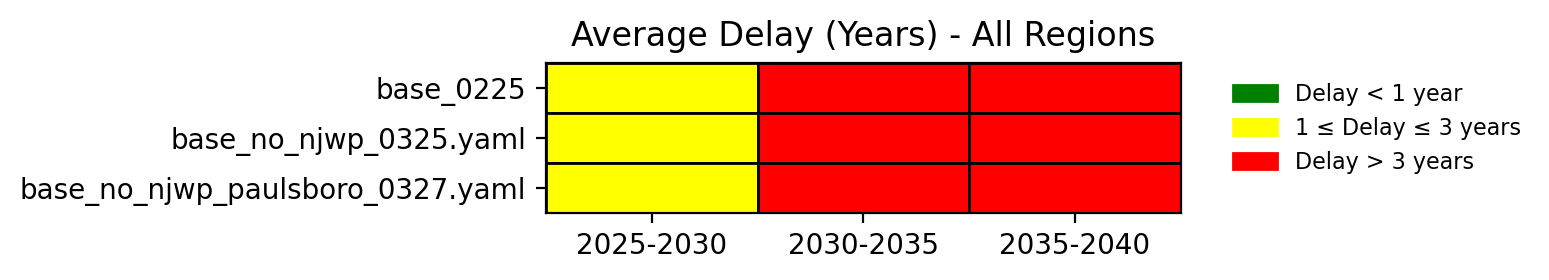 Average Delay (Years) - All Regions
base_0225
base_no_njwp_0325.yaml
base_no_njwp_paulsboro_0327.yaml
2025-2030
2030-2035
2035-2040
Delay < 1 year
1 ≤ Delay ≤ 3 years
Delay > 3 years